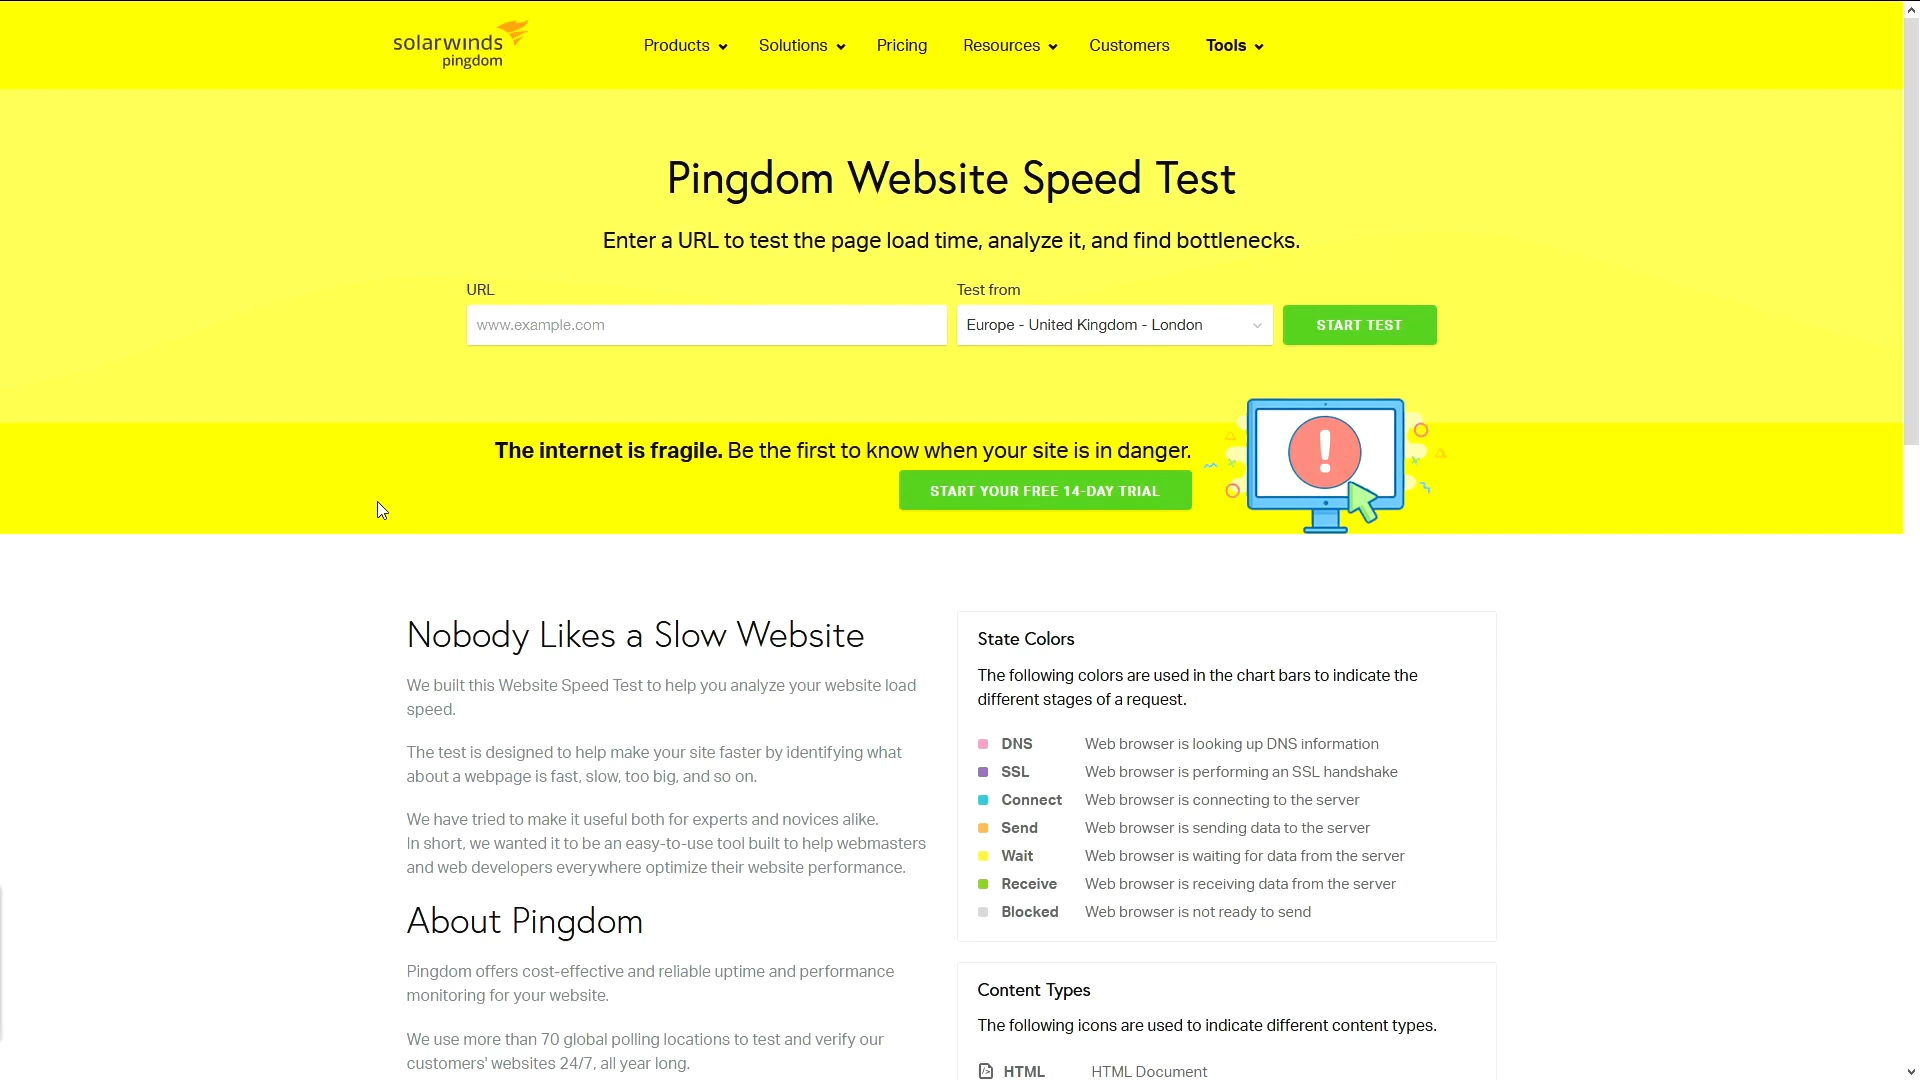 solarwinds
pingdom
Products
Solutions
Pricing
Resources
Customers
Tools
Pingdom Website Speed Test
Enter a URL to test the page load time, analyze it, and find bottlenecks.
URL
Test from
www.example.com
Europe - United Kingdom - London
START TEST
The internet is fragile. Be the first to know when your site is in danger.
START YOUR FREE 14-DAY TRIAL
Nobody Likes a Slow Website
We built this Website Speed Test to help you analyze your website load
speed.
The test is designed to help make your site faster by identifying what
about a webpage is fast, slow, too big, and so on.
We have tried to make it useful both for experts and novices alike.
In short, we wanted it to be an easy-to-use tool built to help webmasters
and web developers everywhere optimize their website performance.
About Pingdom
Pingdom offers cost-effective and reliable uptime and performance
monitoring for your website.
We use more than 70 global polling locations to test and verify our
customers' websites 24/7, all year long.
State Colors
The following colors are used in the chart bars to indicate the
different stages of a request.
DNS Web browser is looking up DNS information
SSL Web browser is performing an SSL handshake
Connect Web browser is connecting to the server
Send Web browser is sending data to the server
Wait Web browser is waiting for data from the server
Receive Web browser is receiving data from the server
Blocked Web browser is not ready to send
Content Types
The following icons are used to indicate different content types.
HTML HTML Document